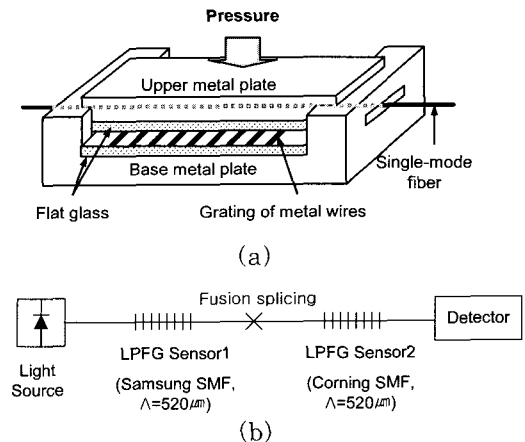 Pressure
Upper metal plate
Base metal plate
Single-mode
fiber
Flat glass
Grating of metal wires
(a)
Fusion splicing
Detector
Light
Source
LPFG Sensor1
(Samsung SMF,
Λ=520㎛)
LPFG Sensor2
(Corning SMF,
Λ=520㎛)
(b)